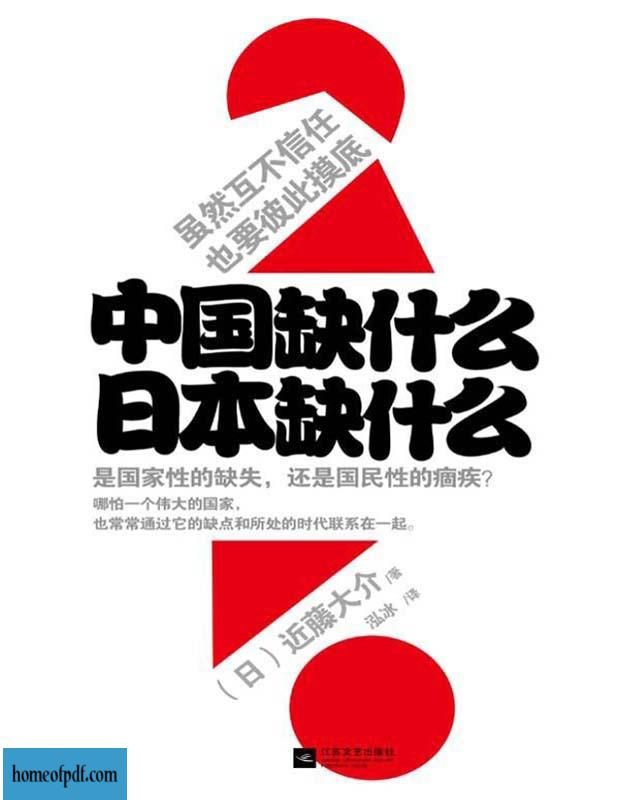 虽然互不信任
也要彼此摸底
中国缺什么
日本缺什么
是国家性的缺失，还是国民性的痼疾？
哪怕一个伟大的国家，
也常常通过它的缺点和所处的时代联系在一起。
（日）近藤大介/著
泓冰/译
江苏文艺出版社
homeofpdf.com